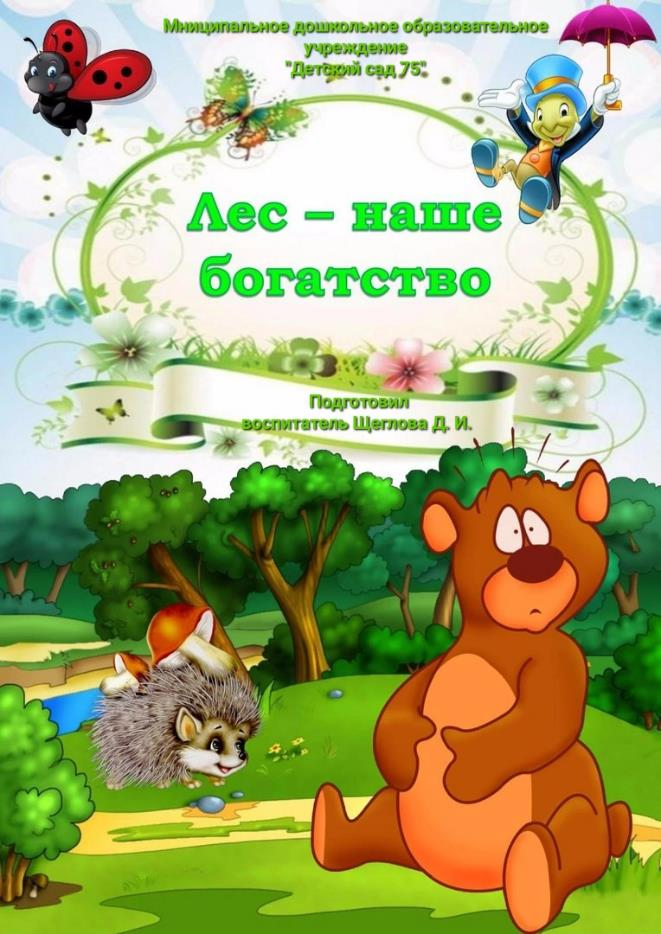 Мниципальное дошкольное образовательное
учреждение
"Детский сад 75".
Лес – наше
богатство
Подготовил
воспитатель Щеглова Д. И.